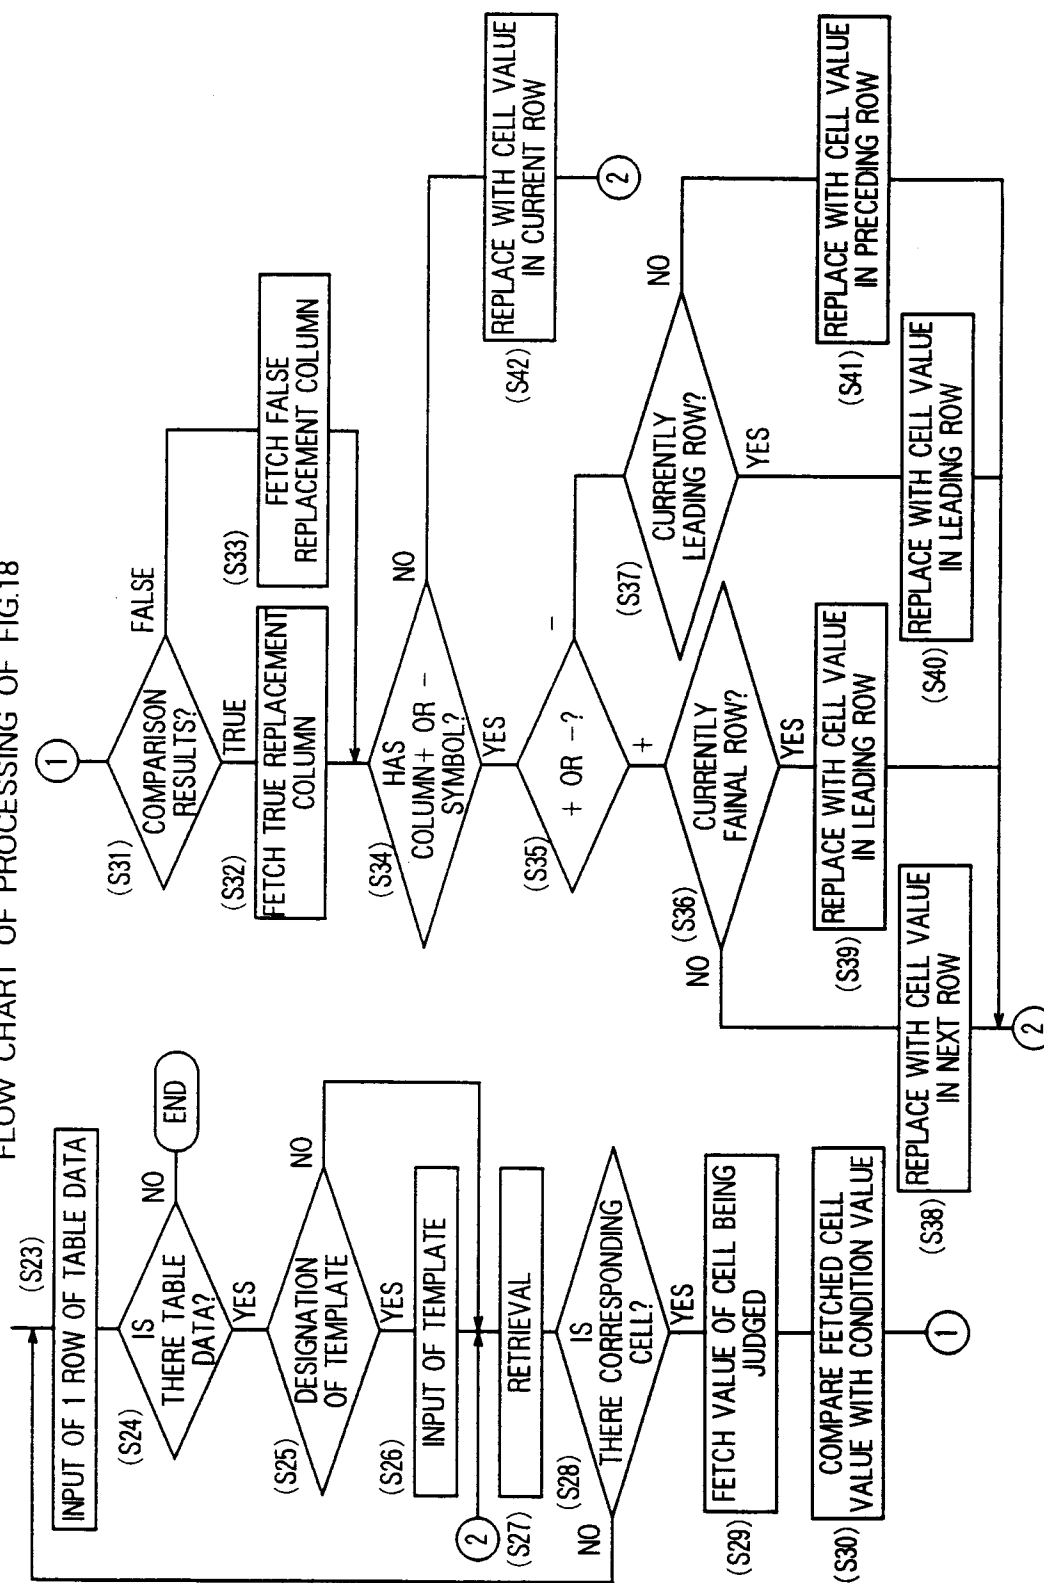 FLOW CHART OF PROCESSING OF FIG.18
(S23)
INPUT OF 1 ROW OF TABLE DATA
(S24)
IS
THERE TABLE
DATA?
NO
END
YES
(S25)
DESIGNATION
OF TEMPLATE
NO
YES
(S26)
INPUT OF TEMPLATE
2
(S27)
RETRIEVAL
(S28)
IS
THERE CORRESPONDING
CELL?
NO
YES
(S29)
FETCH VALUE OF CELL BEING
JUDGED
(S30)
COMPARE FETCHED CELL
VALUE WITH CONDITION VALUE
1
1
(S31)
COMPARISON
RESULTS?
FALSE
TRUE
(S32)
FETCH TRUE REPLACEMENT
COLUMN
(S33)
FETCH FALSE
REPLACEMENT COLUMN
(S34)
HAS
COLUMN+ OR -
SYMBOL?
NO
YES
(S35)
+ OR -?
-
+
(S36)
CURRENTLY
FAINAL ROW?
NO
YES
(S37)
CURRENTLY
LEADING ROW?
NO
YES
(S38)
REPLACE WITH CELL VALUE
IN NEXT ROW
(S39)
REPLACE WITH CELL VALUE
IN LEADING ROW
(S40)
REPLACE WITH CELL VALUE
IN LEADING ROW
(S41)
REPLACE WITH CELL VALUE
IN PRECEDING ROW
(S42)
REPLACE WITH CELL VALUE
IN CURRENT ROW
2
2